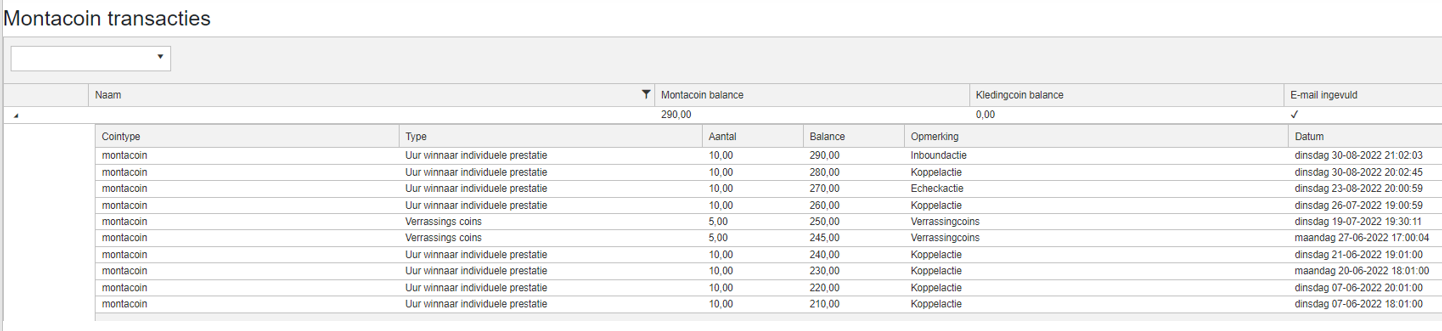 Montacoin transacties
Naam Montacoin balance Kledingcoin balance E-mail ingevuld
290,00 0,00 ✓
Cointype Type Aantal Balance Opmerking Datum
montacoin Uur winnaar individuele prestatie 10,00 290,00 Inboundactie dinsdag 30-08-2022 21:02:03
montacoin Uur winnaar individuele prestatie 10,00 280,00 Koppelactie dinsdag 30-08-2022 20:02:45
montacoin Uur winnaar individuele prestatie 10,00 270,00 Echeckactie dinsdag 23-08-2022 20:00:59
montacoin Uur winnaar individuele prestatie 10,00 260,00 Koppelactie dinsdag 26-07-2022 19:00:59
montacoin Verrassings coins 5,00 250,00 Verrassingcoins dinsdag 19-07-2022 19:30:11
montacoin Verrassings coins 5,00 245,00 Verrassingcoins maandag 27-06-2022 17:00:04
montacoin Uur winnaar individuele prestatie 10,00 240,00 Koppelactie dinsdag 21-06-2022 19:01:00
montacoin Uur winnaar individuele prestatie 10,00 230,00 Koppelactie maandag 20-06-2022 18:01:00
montacoin Uur winnaar individuele prestatie 10,00 220,00 Koppelactie dinsdag 07-06-2022 20:01:00
montacoin Uur winnaar individuele prestatie 10,00 210,00 Koppelactie dinsdag 07-06-2022 18:01:00